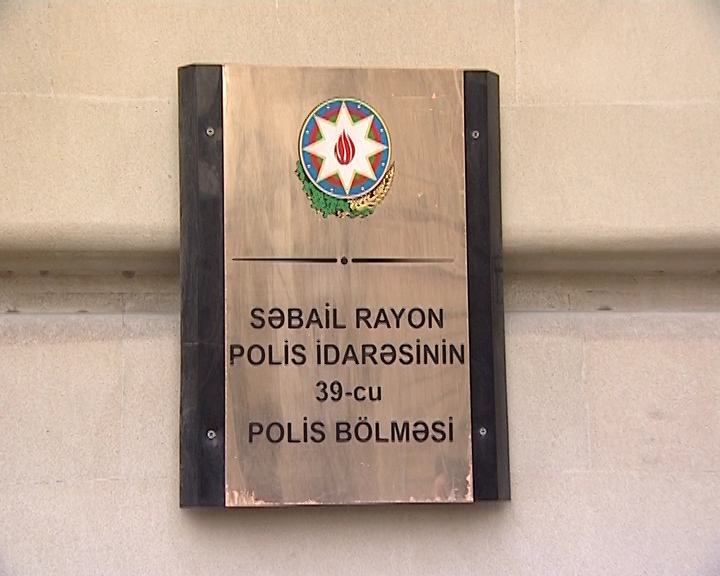 SƏBAİL RAYON
POLİS İDARƏSİNİN
39-cu
POLİS BÖLMƏSİ